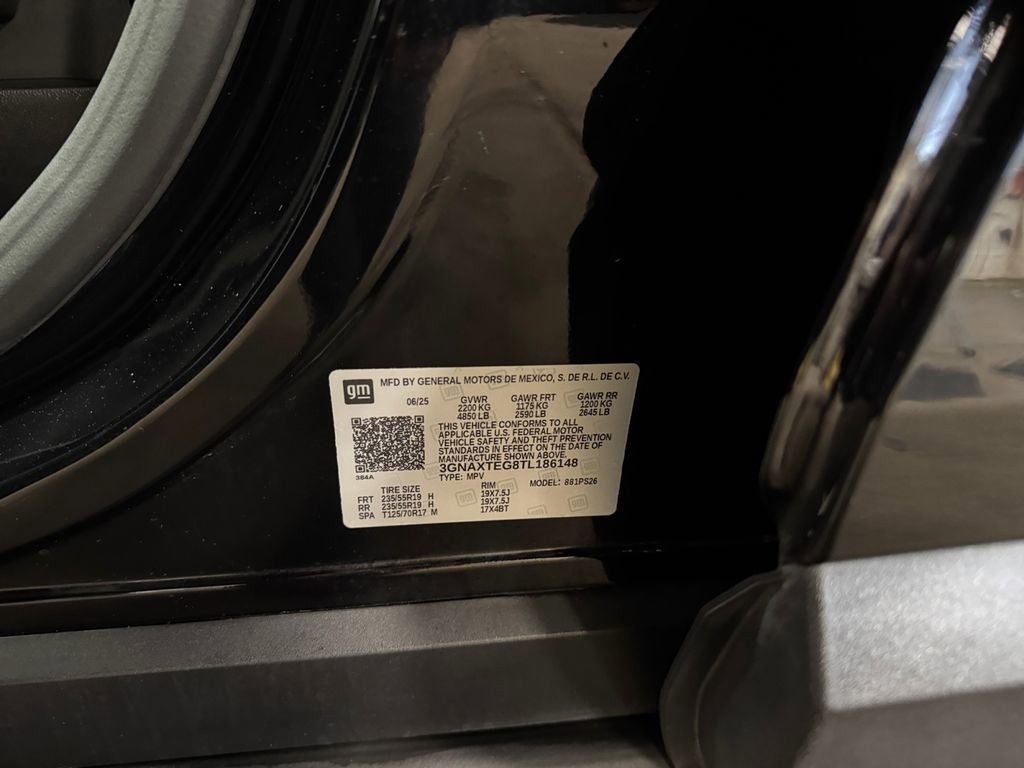 gm MFD BY GENERAL MOTORS DE MEXICO, S. DE R.L. DE C.V.
06/25 GVWR GAWR FRT GAWR RR
2200 KG 1175 KG 1200 KG
4850 LB 2590 LB 2645 LB
THIS VEHICLE CONFORMS TO ALL
APPLICABLE U.S. FEDERAL MOTOR
VEHICLE SAFETY AND THEFT PREVENTION
STANDARDS IN EFFECT ON THE DATE OF
MANUFACTURE SHOWN ABOVE.
3GNAXTEG8TL186148
384A TYPE: MPV MODEL: 881PS26
TIRE SIZE RIM
FRT 235/55R19 H 19X7.5J
RR 235/55R19 H 19X7.5J
SPA T125/70R17 M 17X4BT